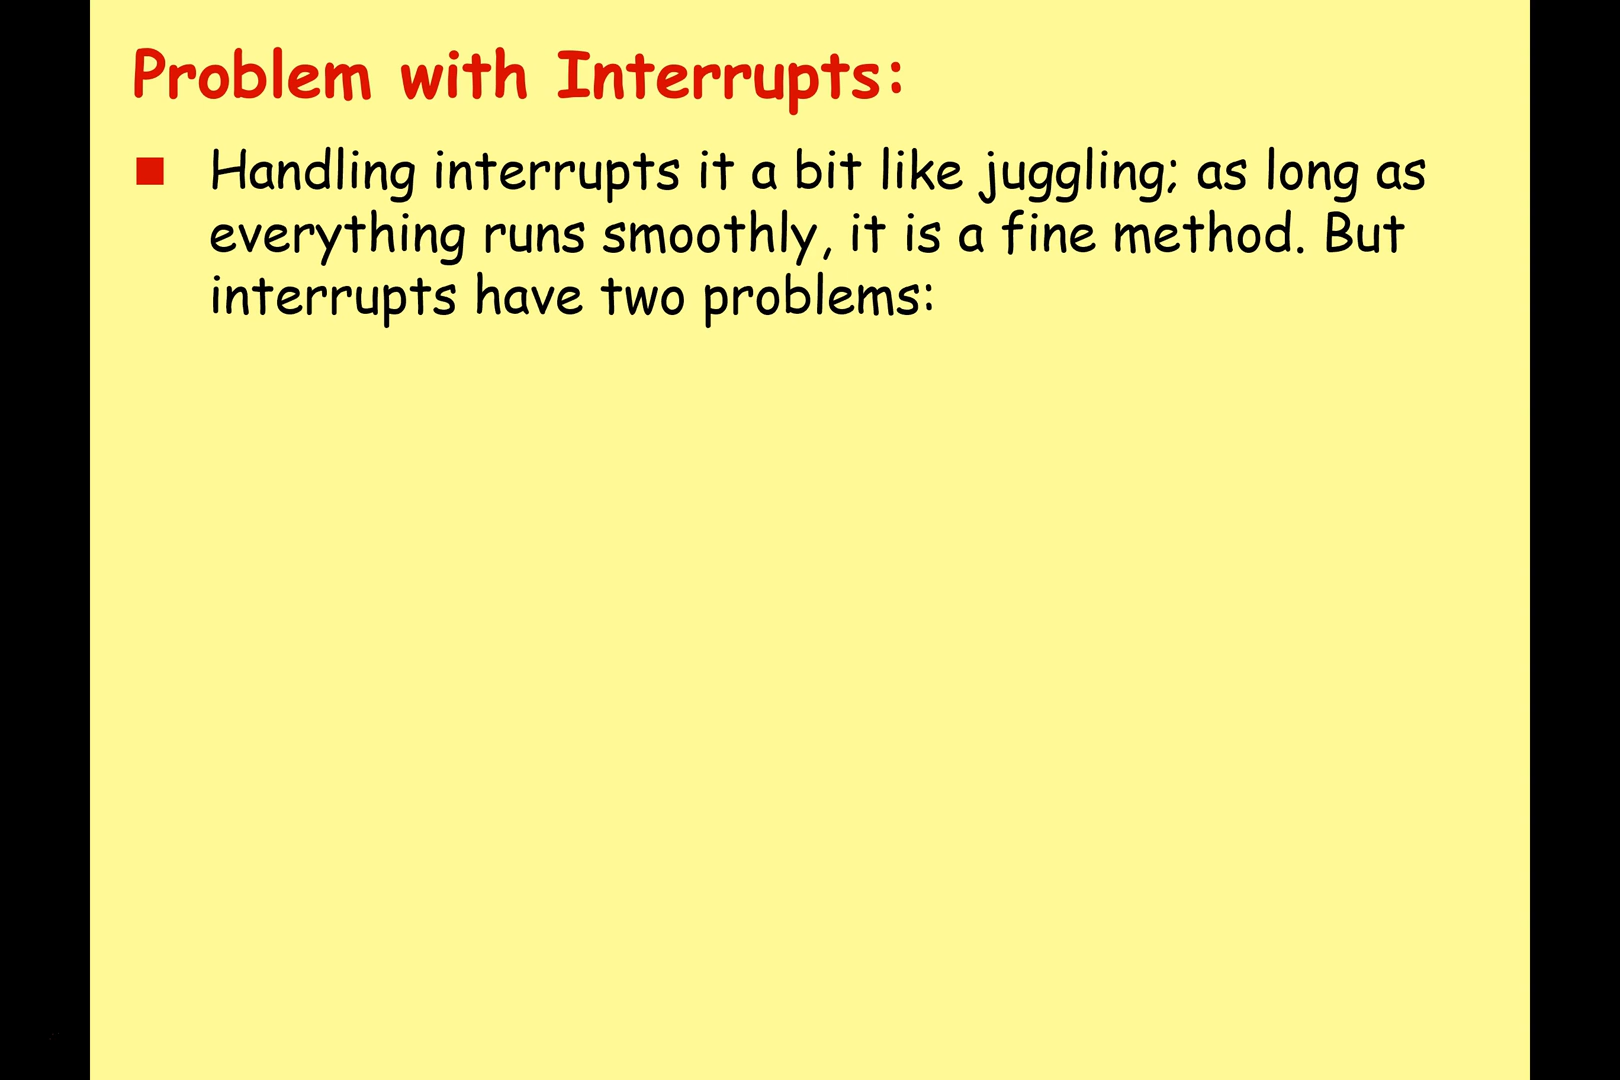 Problem with Interrupts:
Handling interrupts it a bit like juggling; as long as
everything runs smoothly, it is a fine method. But
interrupts have two problems: